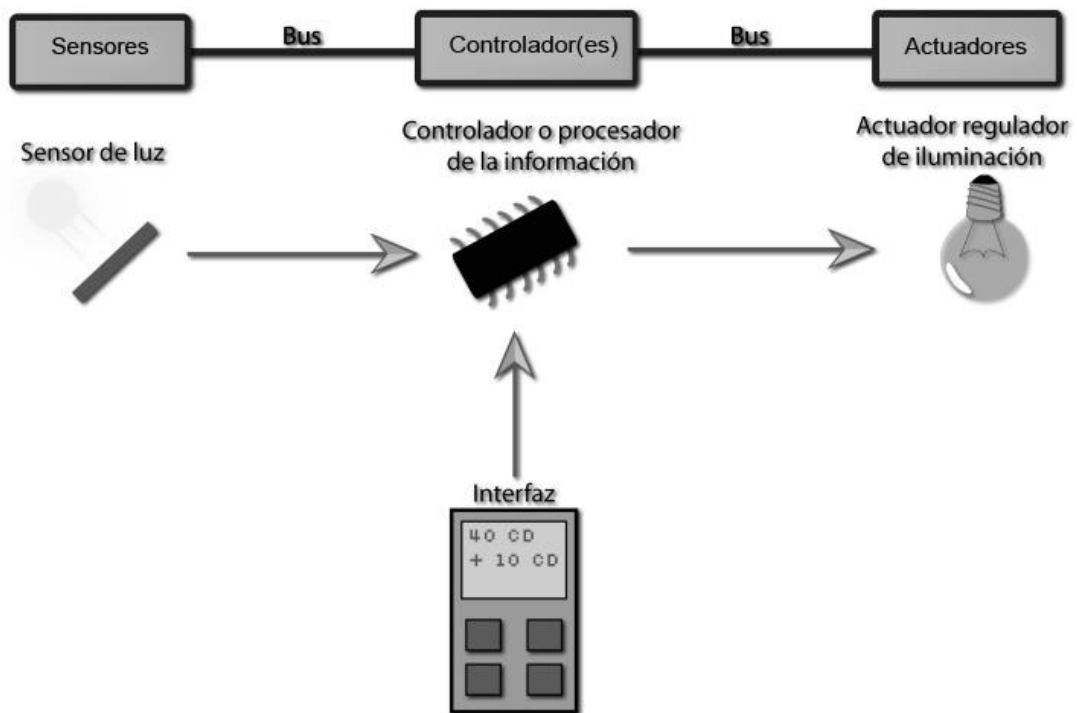 Sensores
Bus
Controlador(es)
Bus
Actuadores
Sensor de luz
Controlador o procesador
de la información
Actuador regulador
de iluminación
Interfaz
40 CD
+ 10 CD